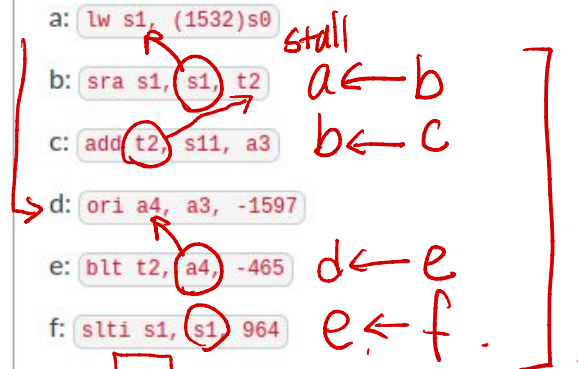 a: lw s1, (1532)s0
stall
b: sra s1, s1, t2 a ← b
c: add t2, s11, a3 b ← c
d: ori a4, a3, -1597
e: blt t2, a4, -465 d ← e
f: slti s1, s1, 964 e ← f .